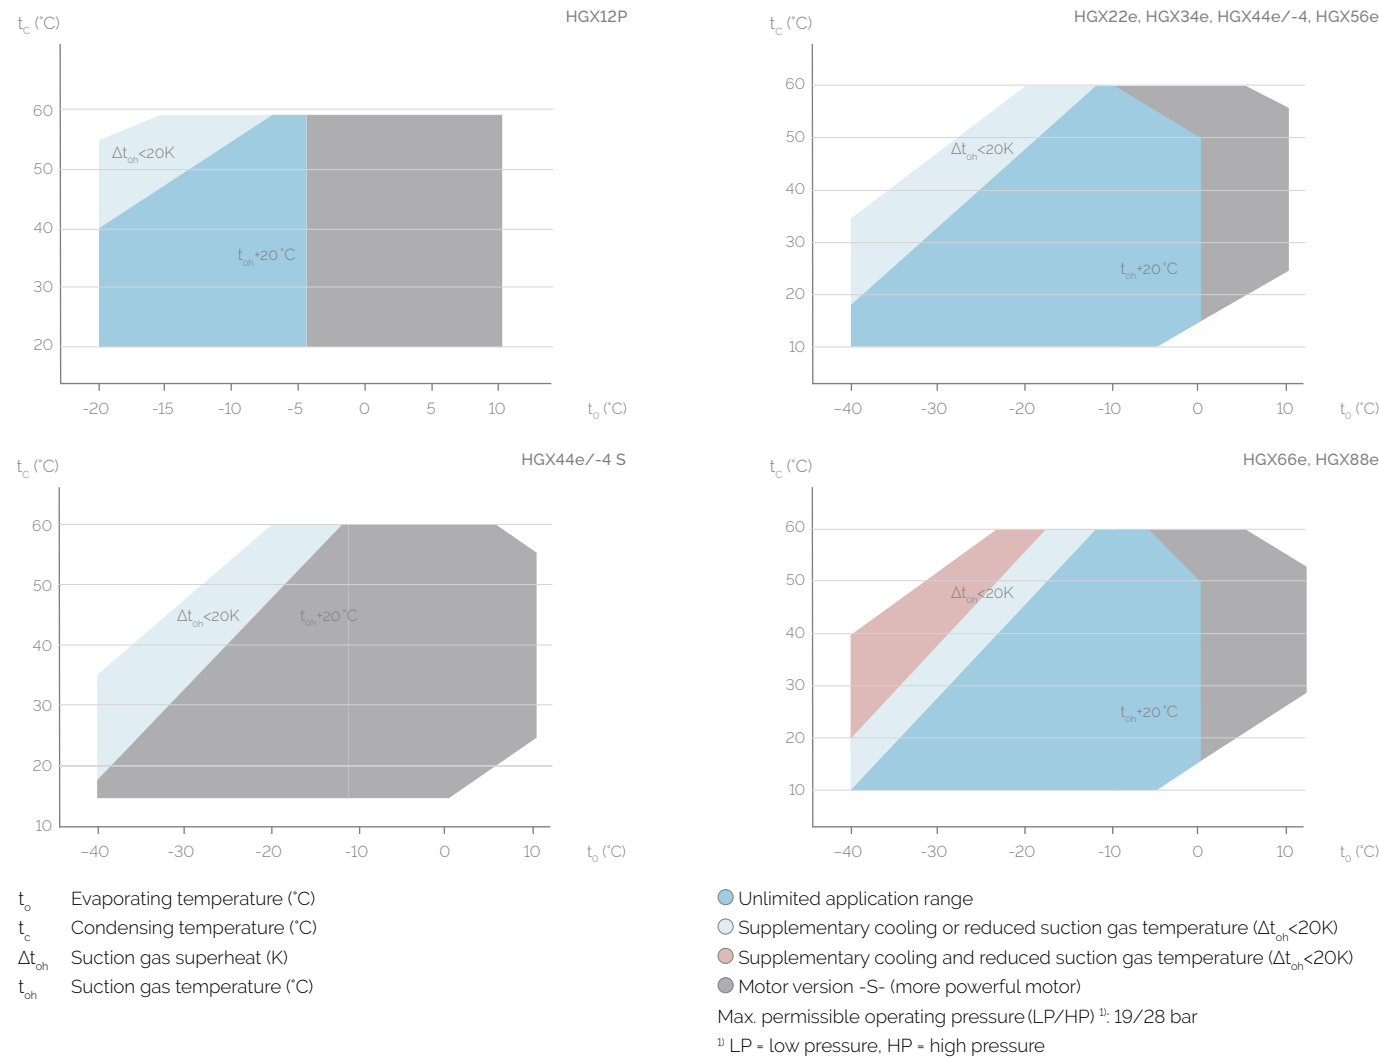 t_c (°C)
HGX12P
60
50
40
30
20
Δt_oh<20K
t_oh+20°C
-20 -15 -10 -5 0 5 10 t_o (°C)
t_c (°C)
HGX22e, HGX34e, HGX44e/-4, HGX56e
60
50
40
30
20
10
Δt_oh<20K
t_oh+20°C
-40 -30 -20 -10 0 10 t_o (°C)
t_c (°C)
HGX44e/-4 S
60
50
40
30
20
10
Δt_oh<20K t_oh+20°C
-40 -30 -20 -10 0 10 t_o (°C)
t_c (°C)
HGX66e, HGX88e
60
50
40
30
20
10
Δt_oh<20K
t_oh+20°C
-40 -30 -20 -10 0 10 t_o (°C)
t_o Evaporating temperature (°C)
t_c Condensing temperature (°C)
Δt_oh Suction gas superheat (K)
t_oh Suction gas temperature (°C)
Unlimited application range
Supplementary cooling or reduced suction gas temperature (Δt_oh<20K)
Supplementary cooling and reduced suction gas temperature (Δt_oh<20K)
Motor version -S- (more powerful motor)
Max. permissible operating pressure (LP/HP) ¹⁾: 19/28 bar
¹⁾ LP = low pressure, HP = high pressure